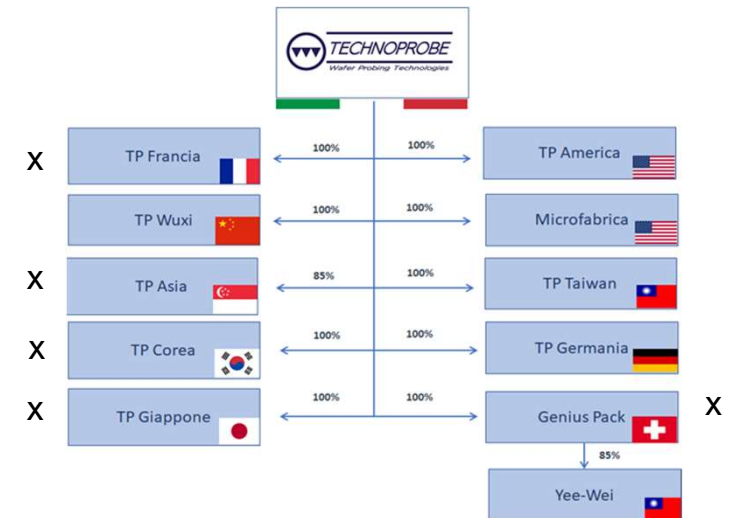 TECHNOPROBE
Wafer Probing Technologies
X TP Francia 100% 100% TP America
TP Wuxi 100% 100% Microfabrica
X TP Asia 85% 100% TP Taiwan
X TP Corea 100% 100% TP Germania
X TP Giappone 100% 100% Genius Pack X
85%
Yee-Wei